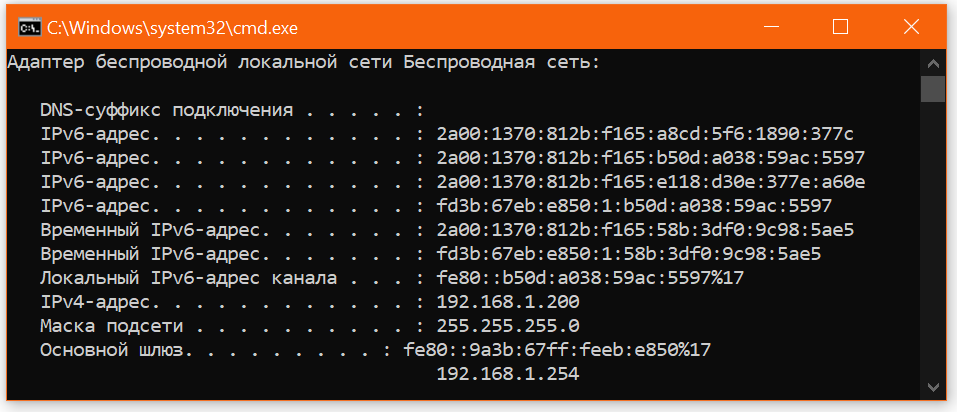 C:\Windows\system32\cmd.exe
Адаптер беспроводной локальной сети Беспроводная сеть:
DNS-суффикс подключения . . . . . :
IPv6-адрес. . . . . . . . . . . . : 2a00:1370:812b:f165:a8cd:5f6:1890:377c
IPv6-адрес. . . . . . . . . . . . : 2a00:1370:812b:f165:b50d:a038:59ac:5597
IPv6-адрес. . . . . . . . . . . . : 2a00:1370:812b:f165:e118:d30e:377e:a60e
IPv6-адрес. . . . . . . . . . . . : fd3b:67eb:e850:1:b50d:a038:59ac:5597
Временный IPv6-адрес. . . . . . . : 2a00:1370:812b:f165:58b:3df0:9c98:5ae5
Временный IPv6-адрес. . . . . . . : fd3b:67eb:e850:1:58b:3df0:9c98:5ae5
Локальный IPv6-адрес канала . . . : fe80::b50d:a038:59ac:5597%17
IPv4-адрес. . . . . . . . . . . . : 192.168.1.200
Маска подсети . . . . . . . . . . : 255.255.255.0
Основной шлюз. . . . . . . . . : fe80::9a3b:67ff:feeb:e850%17
192.168.1.254